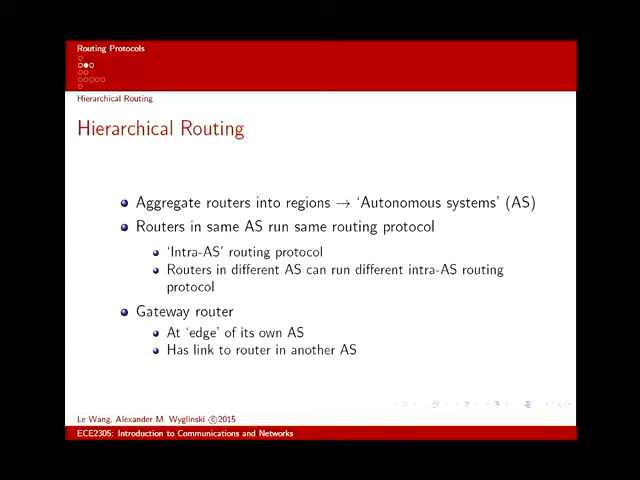 Routing Protocols
Hierarchical Routing
Hierarchical Routing
Aggregate routers into regions → ‘Autonomous systems’ (AS)
Routers in same AS run same routing protocol
‘Intra-AS’ routing protocol
Routers in different AS can run different intra-AS routing
protocol
Gateway router
At ‘edge’ of its own AS
Has link to router in another AS
Le Wang, Alexander M. Wyglinski ©2015
ECE2305: Introduction to Communications and Networks